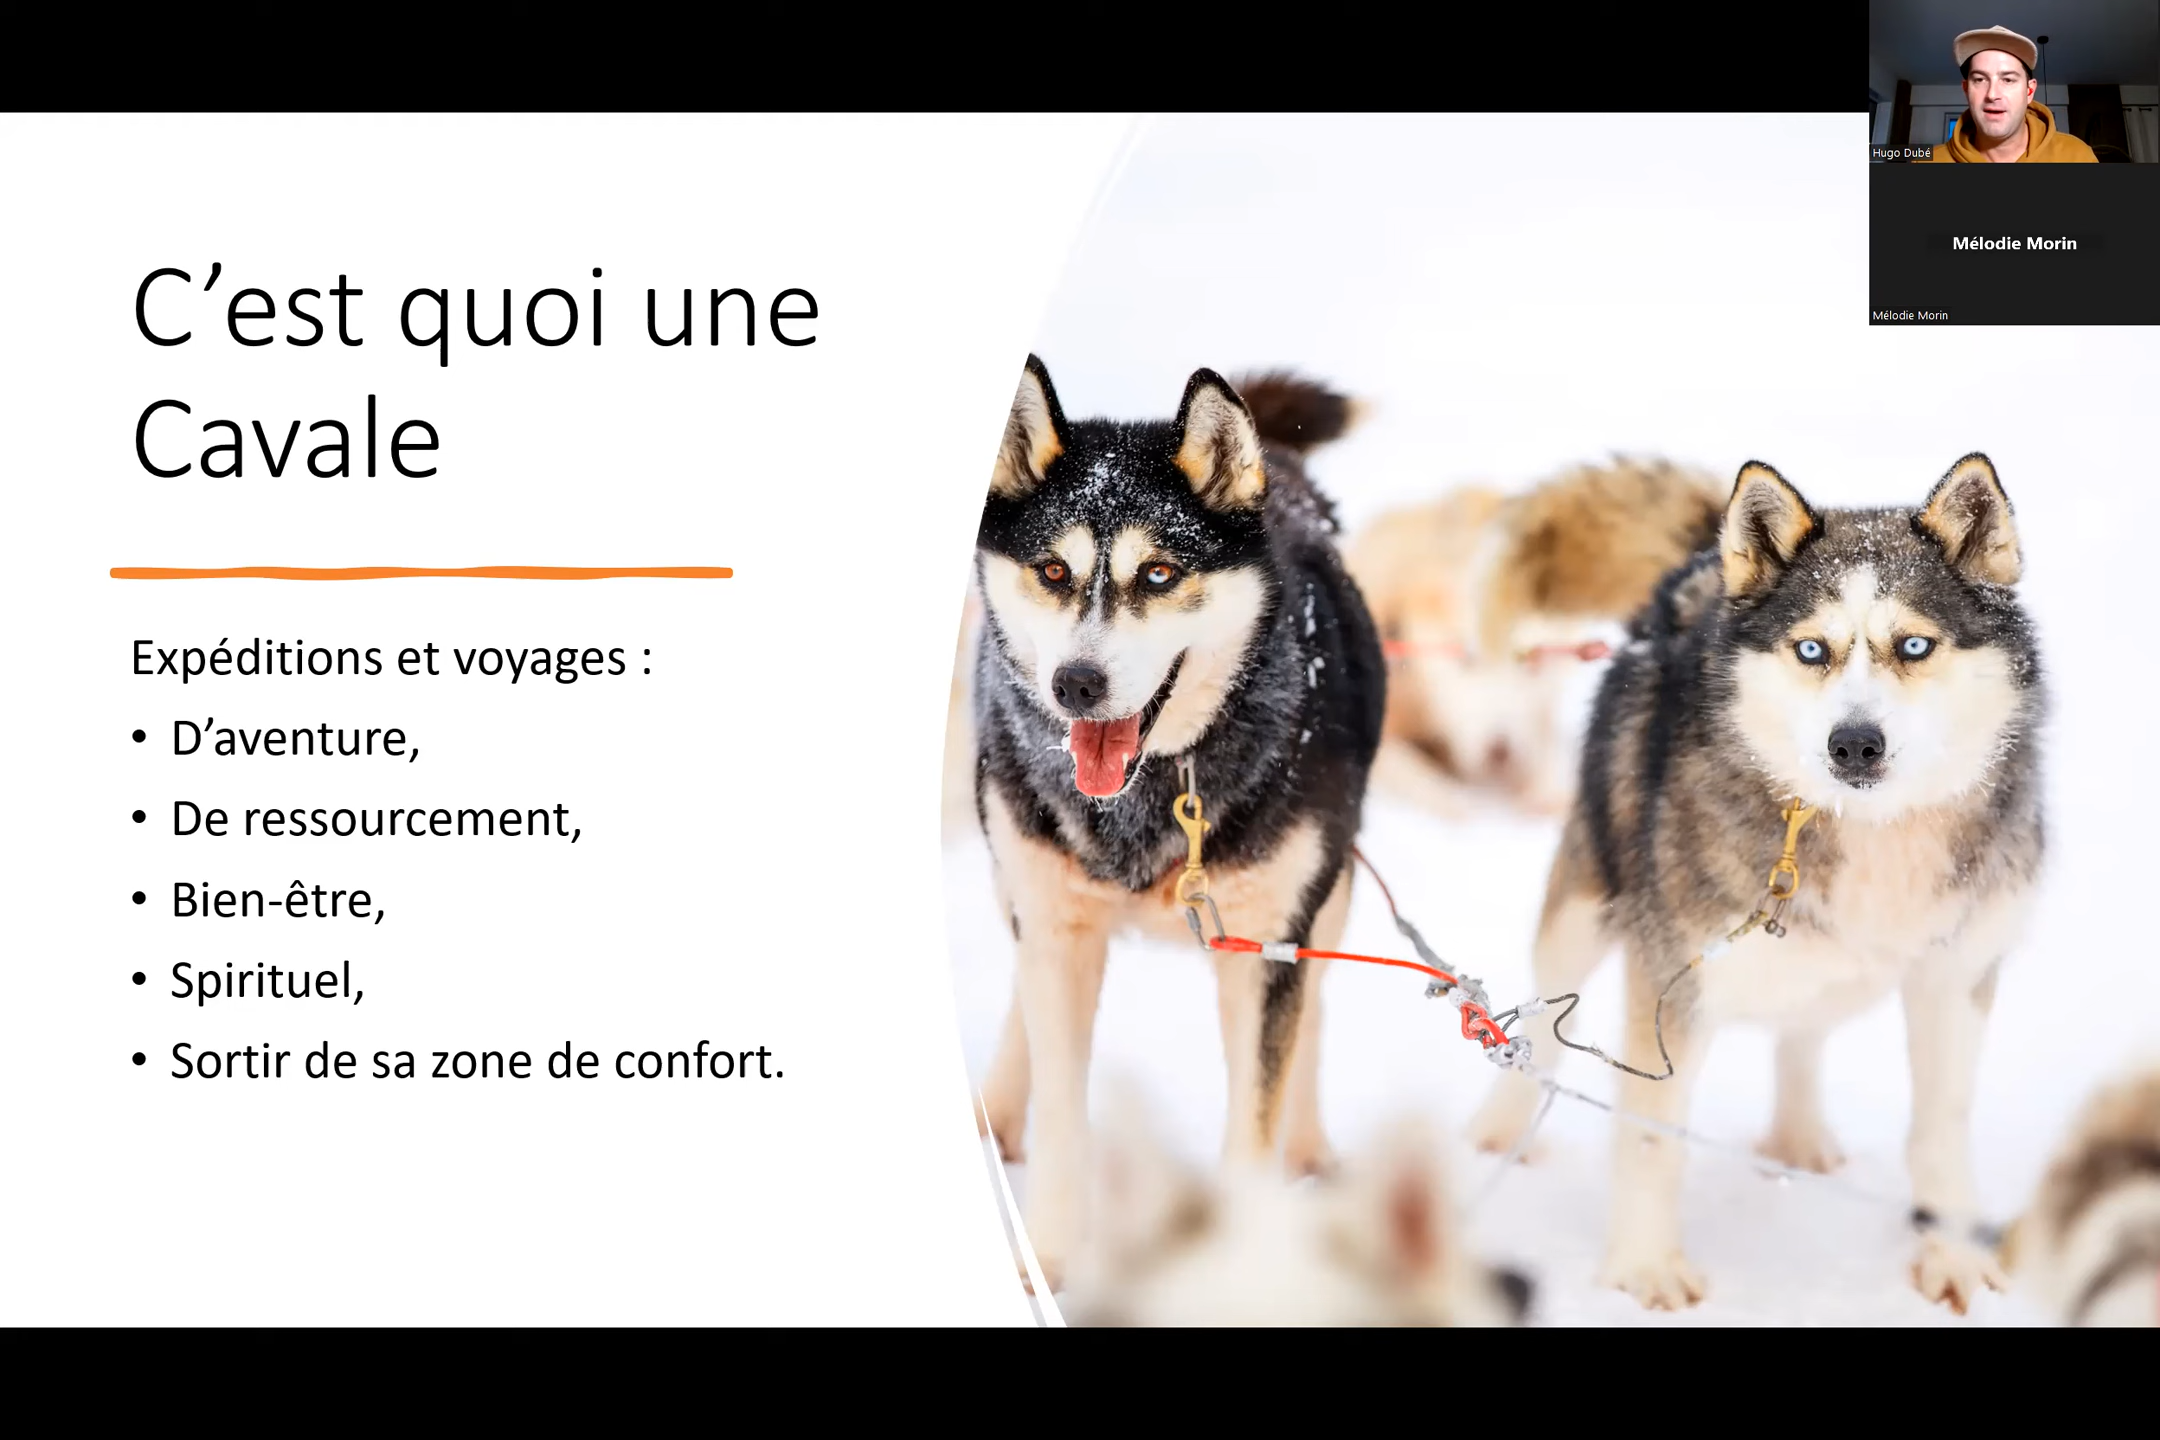 C’est quoi une
Cavale
Expéditions et voyages :
• D’aventure,
• De ressourcement,
• Bien-être,
• Spirituel,
• Sortir de sa zone de confort.
Hugo Dubé
Mélodie Morin
Mélodie Morin